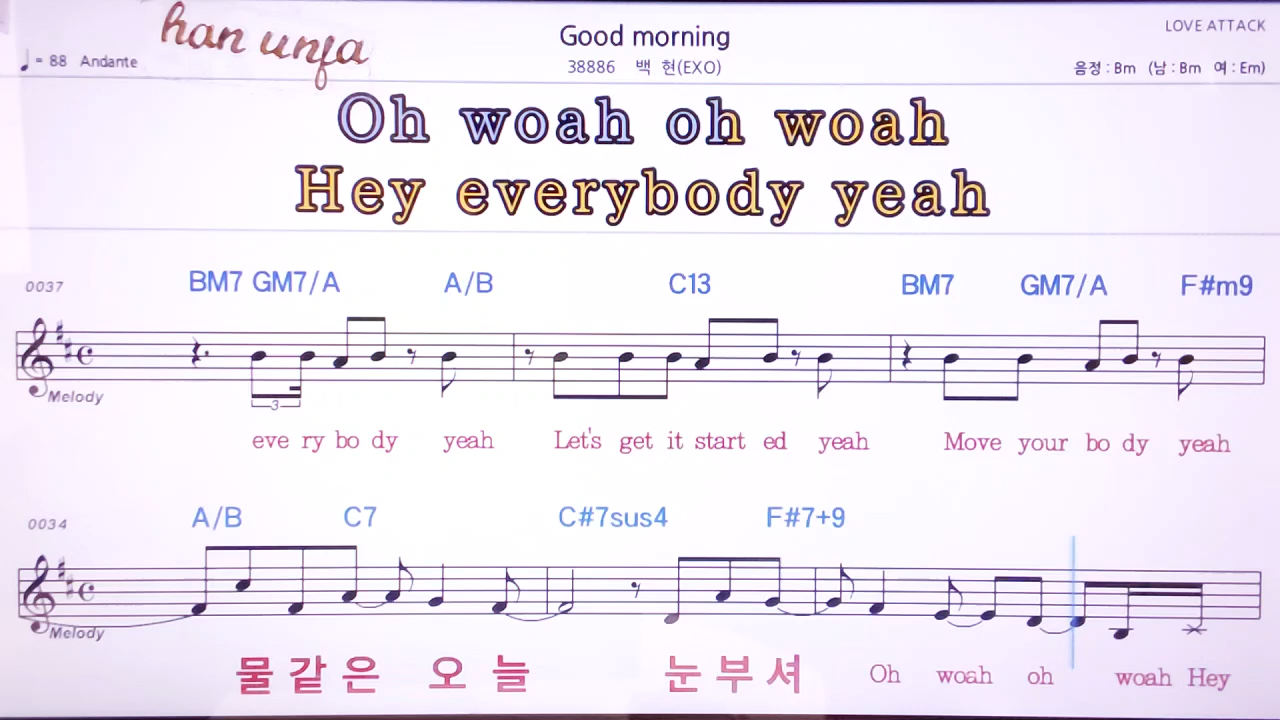 han unja
Good morning
LOVE ATTACK
♩ = 88 Andante
38886 백 현(EXO)
음정 : Bm (남 : Bm 여 : Em)
Oh woah oh woah
Hey everybody yeah
0037
BM7 GM7/A A/B C13 BM7 GM7/A F#m9
Melody
3
eve ry bo dy yeah Let's get it start ed yeah Move your bo dy yeah
0034
A/B C7 C#7sus4 F#7+9
Melody
물 같 은 오 늘 눈 부 셔 Oh woah oh woah Hey